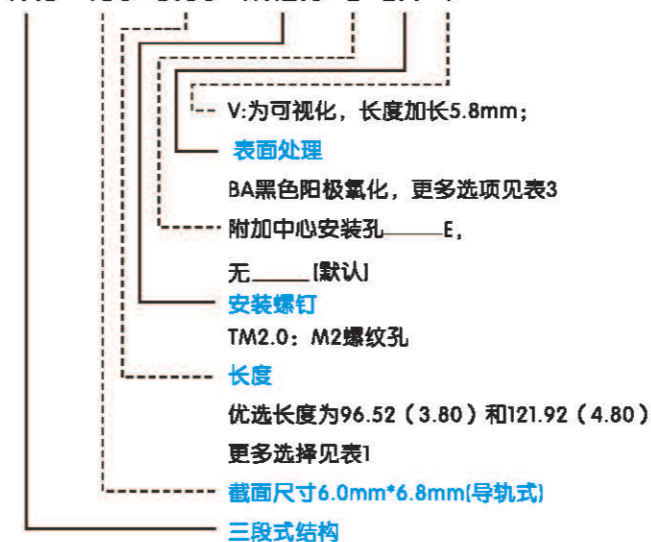 V:为可视化，长度加长5.8mm；
表面处理
BA黑色阳极氧化，更多选项见表3
附加中心安装孔_____E，
无_____[默认]
安装螺钉
TM2.0：M2螺纹孔
长度
优选长度为96.52（3.80）和121.92（4.80）
更多选择见表1
截面尺寸6.0mm*6.8mm[导轨式]
三段式结构